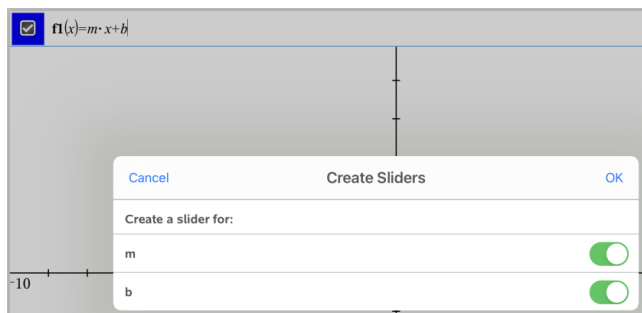 f1(x)=m·x+b
Cancel Create Sliders OK
Create a slider for:
m
b
-10